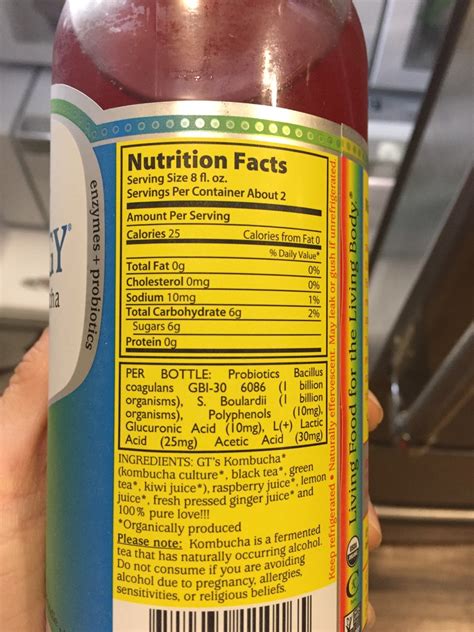 Nutrition Facts
Serving Size 8 fl. oz.
Servings Per Container About 2
Amount Per Serving
Calories 25 Calories from Fat 0
% Daily Value*
Total Fat 0g 0%
Cholesterol 0mg 0%
Sodium 10mg 1%
Total Carbohydrate 6g 2%
Sugars 6g
Protein 0g
PER BOTTLE: Probiotics Bacillus
coagulans GBI-30 6086 (1 billion
organisms), S. Boulardii (1 billion
organisms), Polyphenols (10mg),
Glucuronic Acid (10mg), L(+) Lactic
Acid (25mg) Acetic Acid (30mg)
INGREDIENTS: GT's Kombucha*
(kombucha culture*, black tea*, green
tea*, kiwi juice*), raspberry juice*, lemon
juice*, fresh pressed ginger juice* and
100% pure love!!!
*Organically produced
Please note: Kombucha is a fermented
tea that has naturally occurring alcohol.
Do not consume if you are avoiding
alcohol due to pregnancy, allergies,
sensitivities, or religious beliefs.
enzymes + probiotics
GY
ha
Keep refrigerated • Naturally effervescent. May leak or gush if unrefrigerated.
Living Food for the Living Body.®